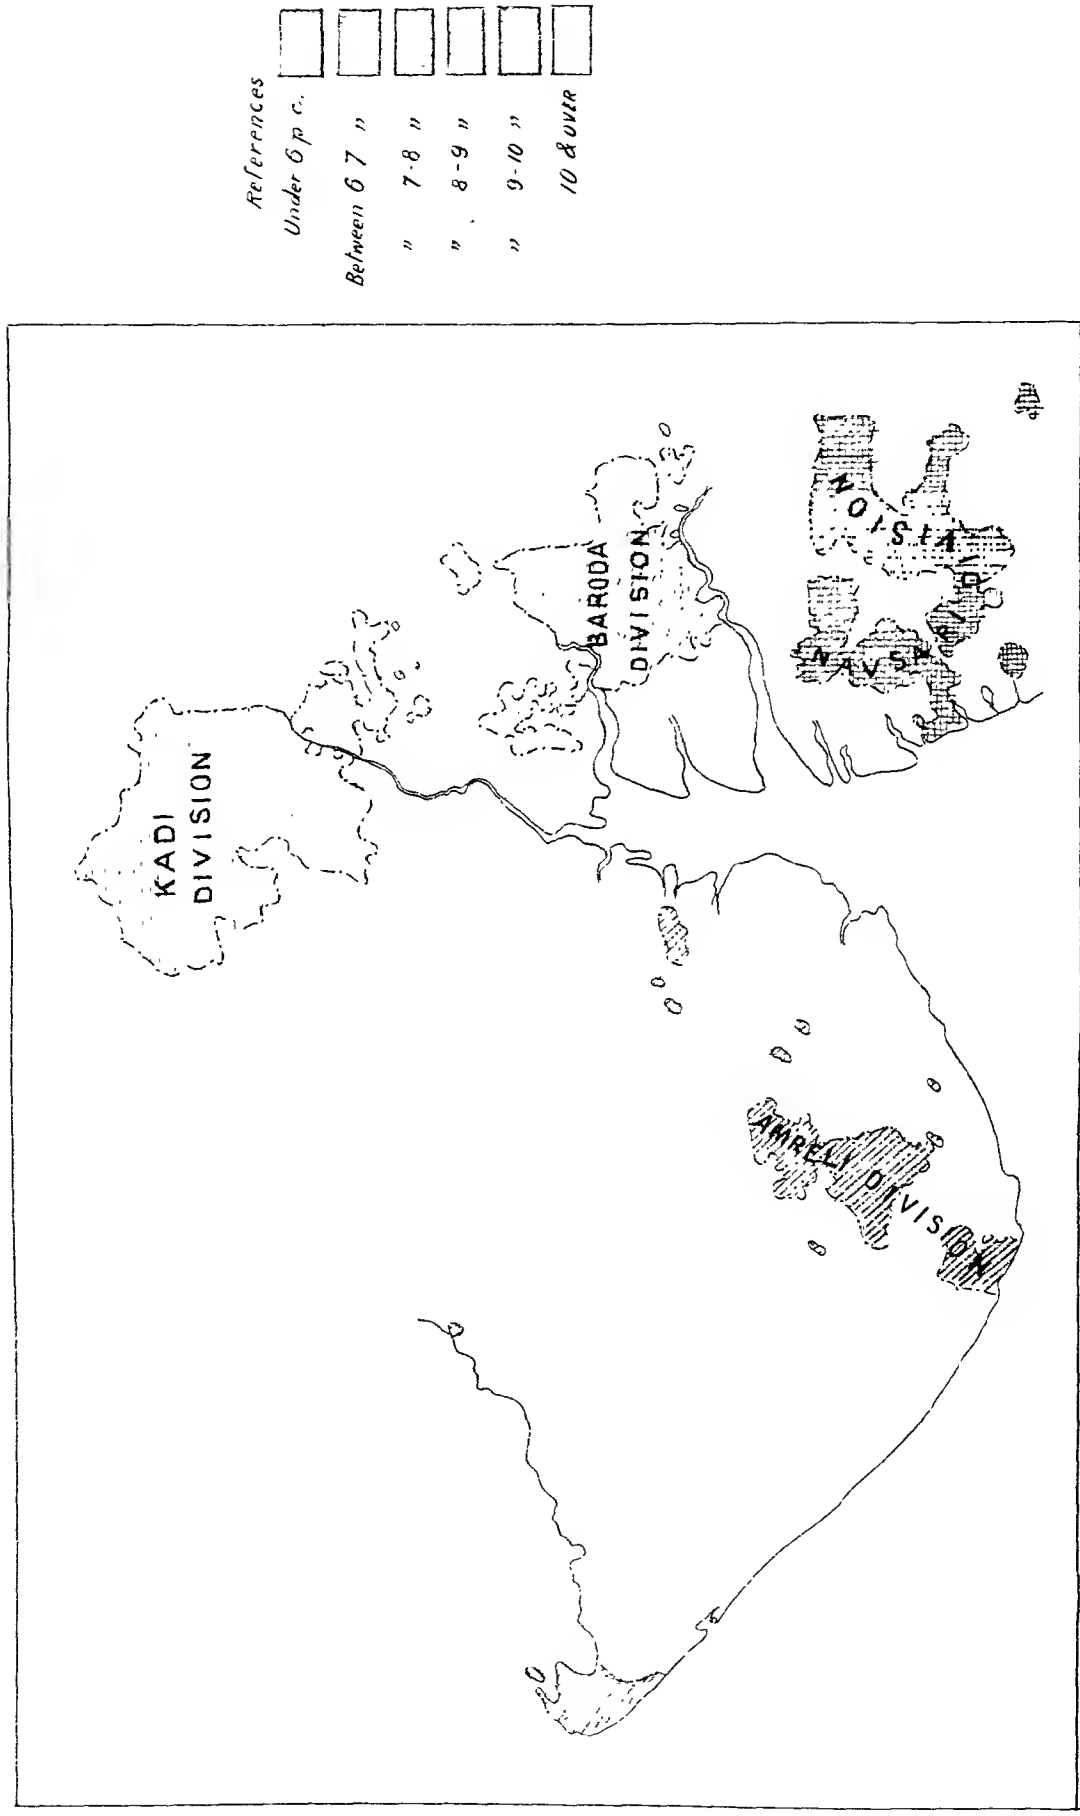 References
Under 6 p c.
Between 6 7 "
" 7-8 "
" 8-9 "
" 9-10 "
10 & OVER
KADI
DIVISION
BARODA
DIVISION
NAVSARI DIVISION
AMRELI DIVISION